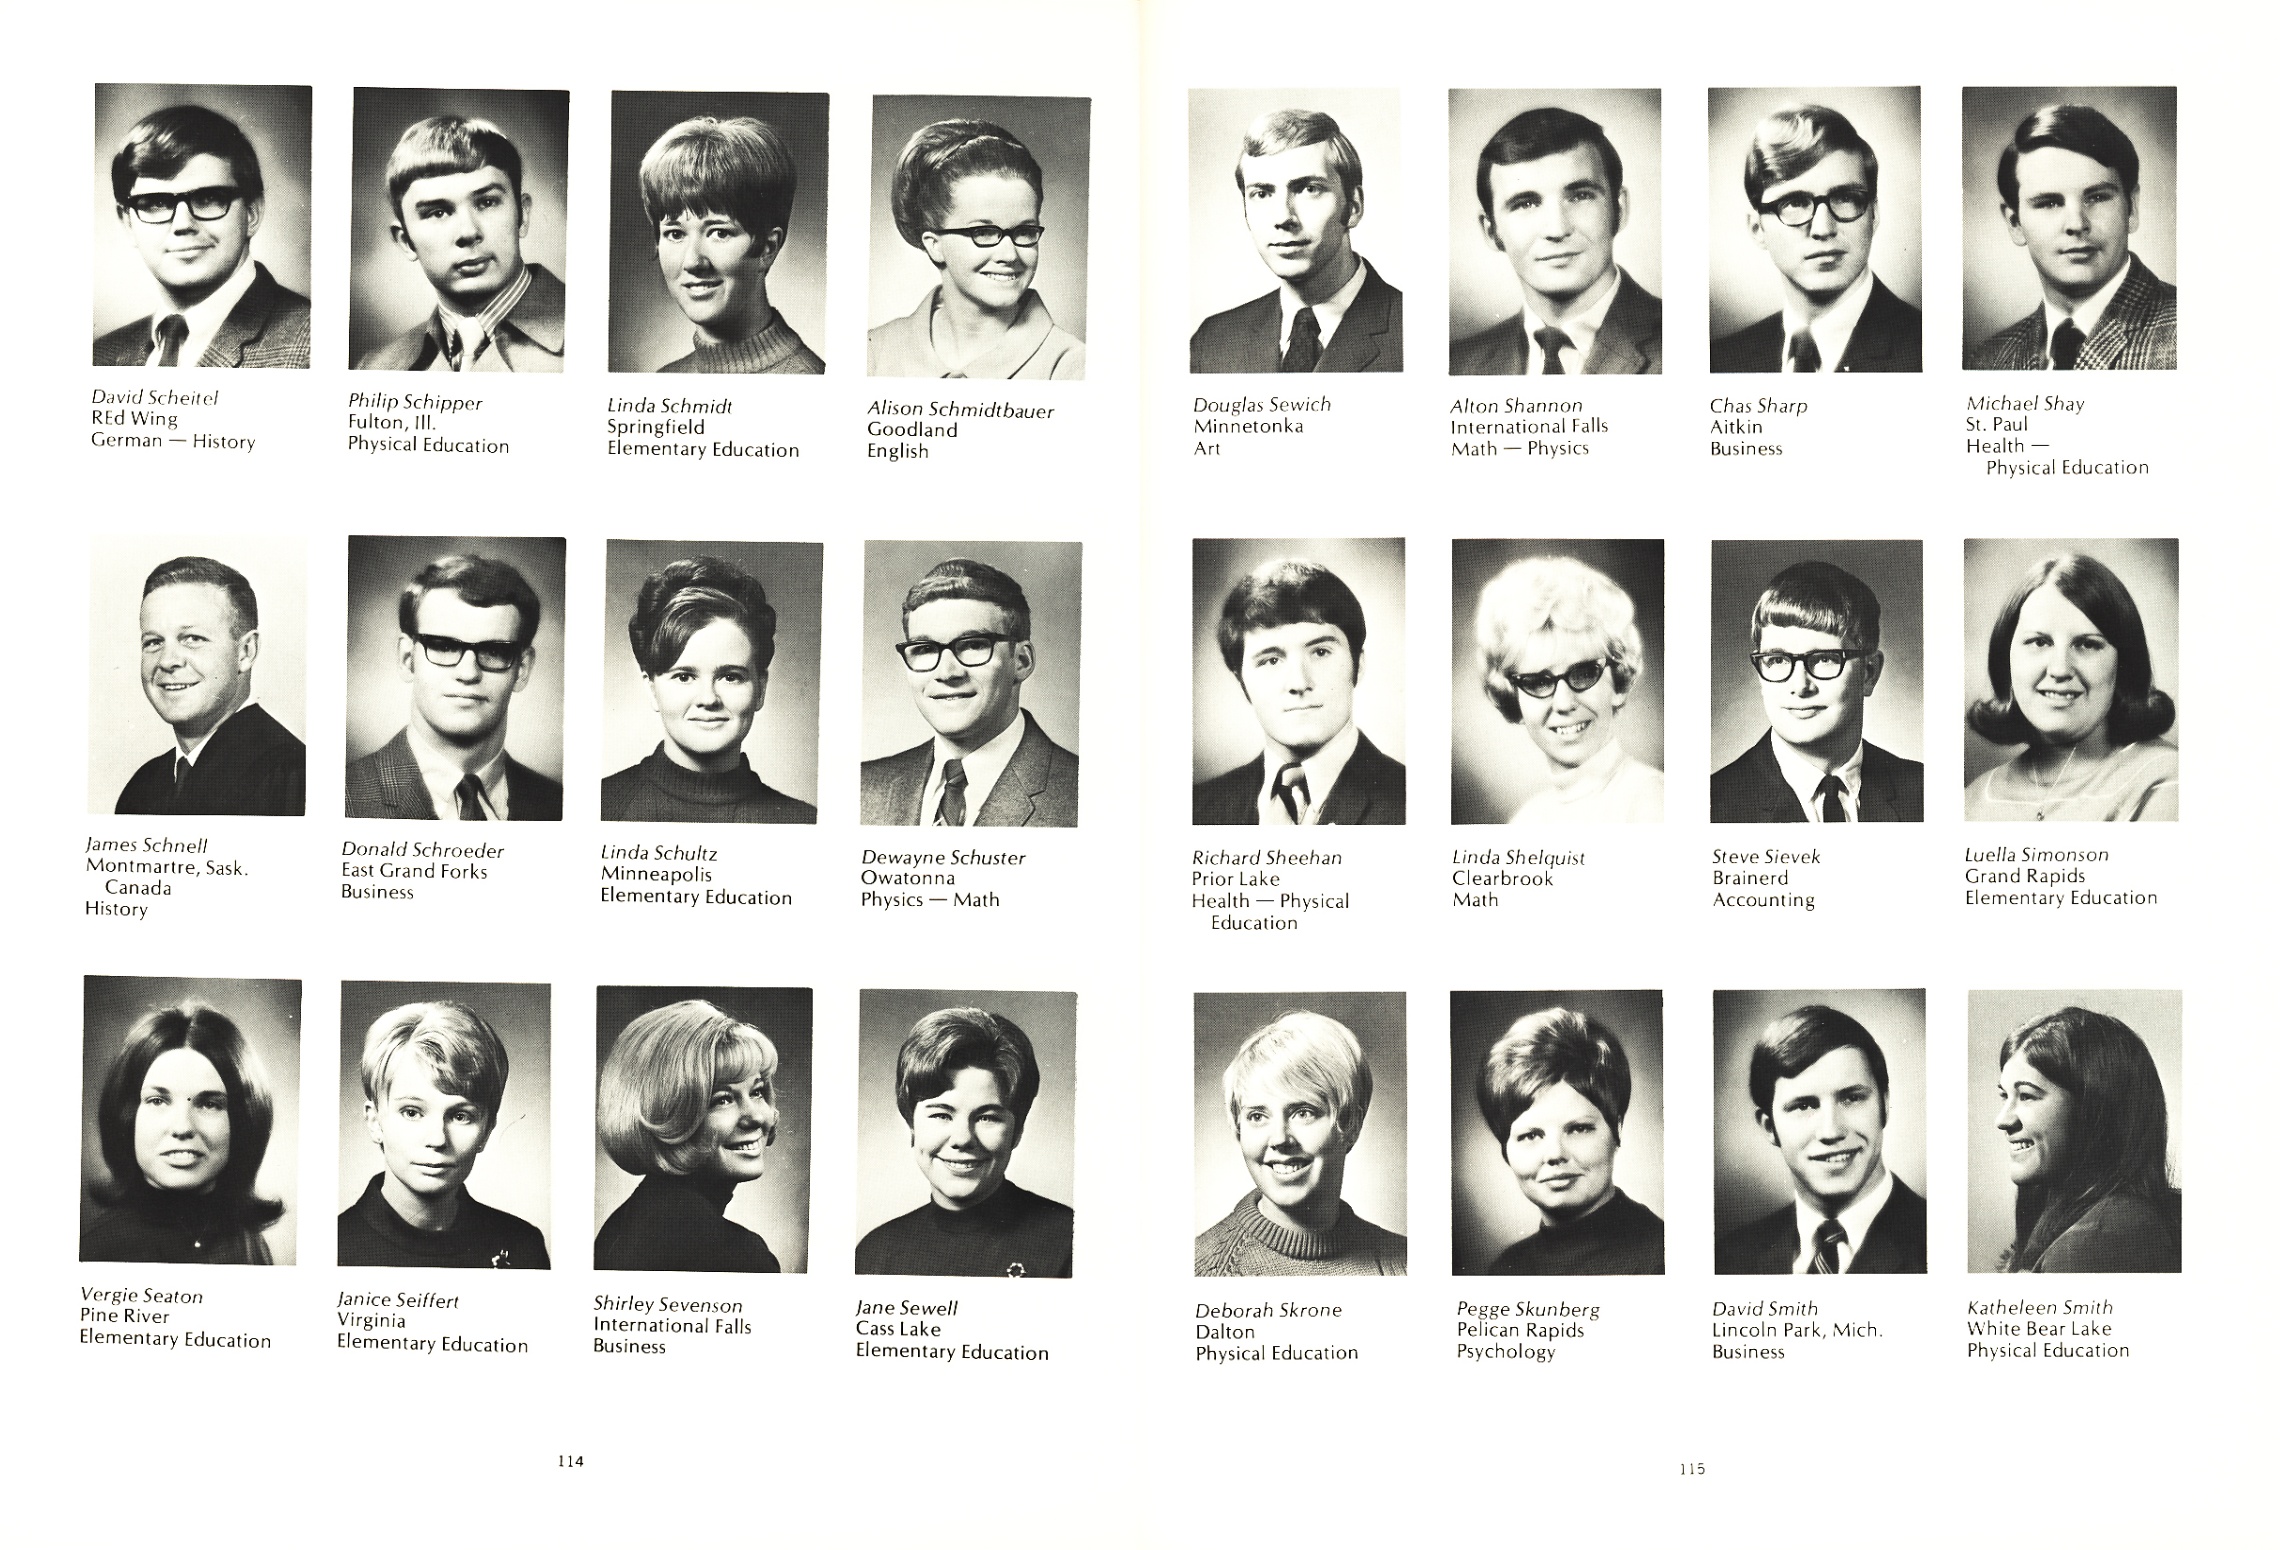 David Scheitel
REd Wing
German — History
Philip Schipper
Fulton, Ill.
Physical Education
Linda Schmidt
Springfield
Elementary Education
Alison Schmidtbauer
Goodland
English
James Schnell
Montmartre, Sask.
Canada
History
Donald Schroeder
East Grand Forks
Business
Linda Schultz
Minneapolis
Elementary Education
Dewayne Schuster
Owatonna
Physics — Math
Vergie Seaton
Pine River
Elementary Education
Janice Seiffert
Virginia
Elementary Education
Shirley Sevenson
International Falls
Business
Jane Sewell
Cass Lake
Elementary Education
114
Douglas Sewich
Minnetonka
Art
Alton Shannon
International Falls
Math — Physics
Chas Sharp
Aitkin
Business
Michael Shay
St. Paul
Health —
Physical Education
Richard Sheehan
Prior Lake
Health — Physical
Education
Linda Shelquist
Clearbrook
Math
Steve Sievek
Brainerd
Accounting
Luella Simonson
Grand Rapids
Elementary Education
Deborah Skrone
Dalton
Physical Education
Pegge Skunberg
Pelican Rapids
Psychology
David Smith
Lincoln Park, Mich.
Business
Katheleen Smith
White Bear Lake
Physical Education
115